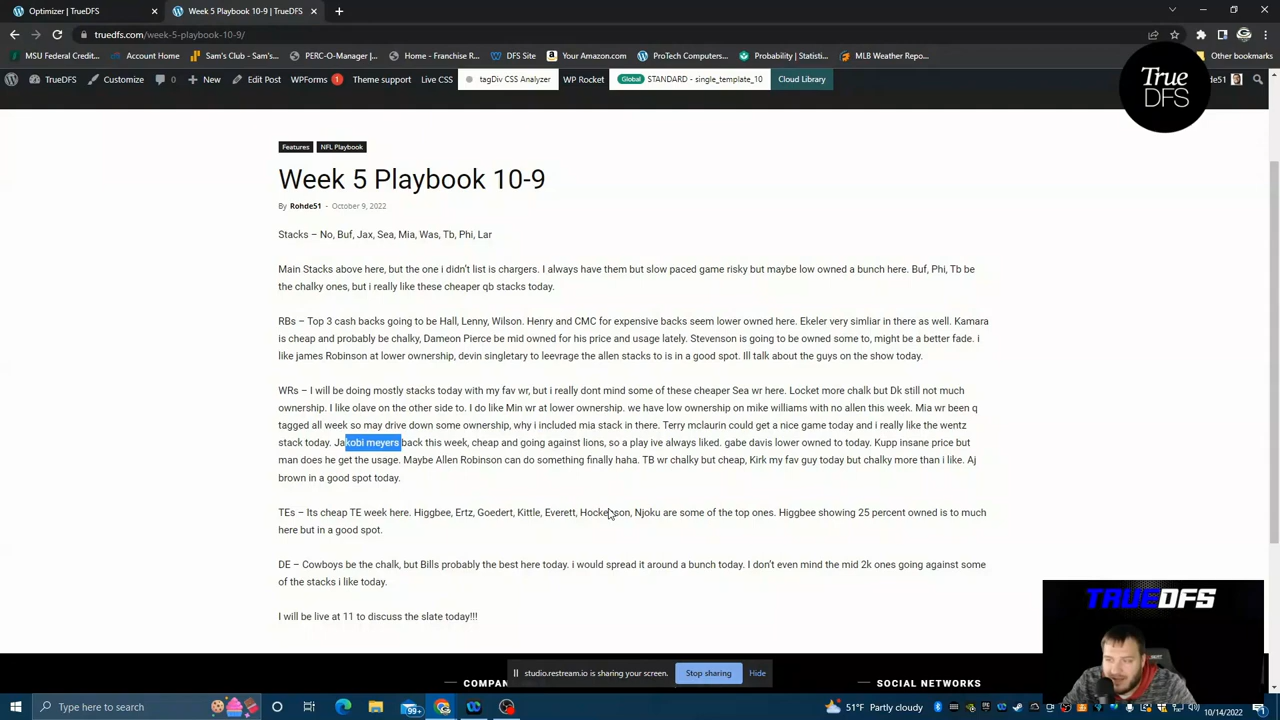 Optimizer | TrueDFS
Week 5 Playbook 10-9 | TrueDFS
truedfs.com/week-5-playbook-10-9/
MSU Federal Credit...
Account Home
Sam's Club - Sam's...
PERC-O-Manager |...
Home - Franchise R...
DFS Site
Your Amazon.com
ProTech Computers...
Probability | Statisti...
MLB Weather Repo...
Other bookmarks
TrueDFS
Customize
0
New
Edit Post
WPForms 1
Theme support
Live CSS
tagDiv CSS Analyzer
WP Rocket
Global STANDARD - single_template_10
Cloud Library
de51
True
DFS
Features
NFL Playbook
Week 5 Playbook 10-9
By Rohde51 - October 9, 2022
Stacks – No, Buf, Jax, Sea, Mia, Was, Tb, Phi, Lar
Main Stacks above here, but the one i didn't list is chargers. I always have them but slow paced game risky but maybe low owned a bunch here. Buf, Phi, Tb be
the chalky ones, but i really like these cheaper qb stacks today.
RBs – Top 3 cash backs going to be Hall, Lenny, Wilson. Henry and CMC for expensive backs seem lower owned here. Ekeler very simliar in there as well. Kamara
is cheap and probably be chalky, Dameon Pierce be mid owned for his price and usage lately. Stevenson is going to be owned some to, might be a better fade. i
like james Robinson at lower ownership, devin singletary to leevrage the allen stacks to is in a good spot. Ill talk about the guys on the show today.
WRs – I will be doing mostly stacks today with my fav wr, but i really dont mind some of these cheaper Sea wr here. Locket more chalk but Dk still not much
ownership. I like olave on the other side to. I do like Min wr at lower ownership. we have low ownership on mike williams with no allen this week. Mia wr been q
tagged all week so may drive down some ownership, why i included mia stack in there. Terry mclaurin could get a nice game today and i really like the wentz
stack today. Jakobi meyers back this week, cheap and going against lions, so a play ive always liked. gabe davis lower owned to today. Kupp insane price but
man does he get the usage. Maybe Allen Robinson can do something finally haha. TB wr chalky but cheap, Kirk my fav guy today but chalky more than i like. Aj
brown in a good spot today.
TEs – Its cheap TE week here. Higgbee, Ertz, Goedert, Kittle, Everett, Hockenson, Njoku are some of the top ones. Higgbee showing 25 percent owned is to much
here but in a good spot.
DE – Cowboys be the chalk, but Bills probably the best here today. i would spread it around a bunch today. I don't even mind the mid 2k ones going against some
of the stacks i like today.
I will be live at 11 to discuss the slate today!!!
TRUEDFS
studio.restream.io is sharing your screen.
Stop sharing
Hide
COMPAN
SOCIAL NETWORKS
Type here to search
99+
51°F Partly cloudy
10/14/2022